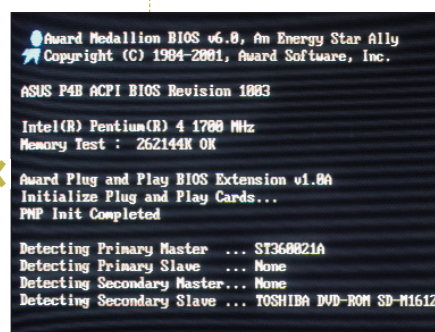 Award Medallion BIOS v6.0, An Energy Star Ally
Copyright (C) 1984-2001, Award Software, Inc.
ASUS P4B ACPI BIOS Revision 1003
Intel(R) Pentium(R) 4 1700 MHz
Memory Test : 262144K OK
Award Plug and Play BIOS Extension v1.0A
Initialize Plug and Play Cards...
PNP Init Completed
Detecting Primary Master ... ST360021A
Detecting Primary Slave ... None
Detecting Secondary Master... None
Detecting Secondary Slave ... TOSHIBA DVD-ROM SD-M1612